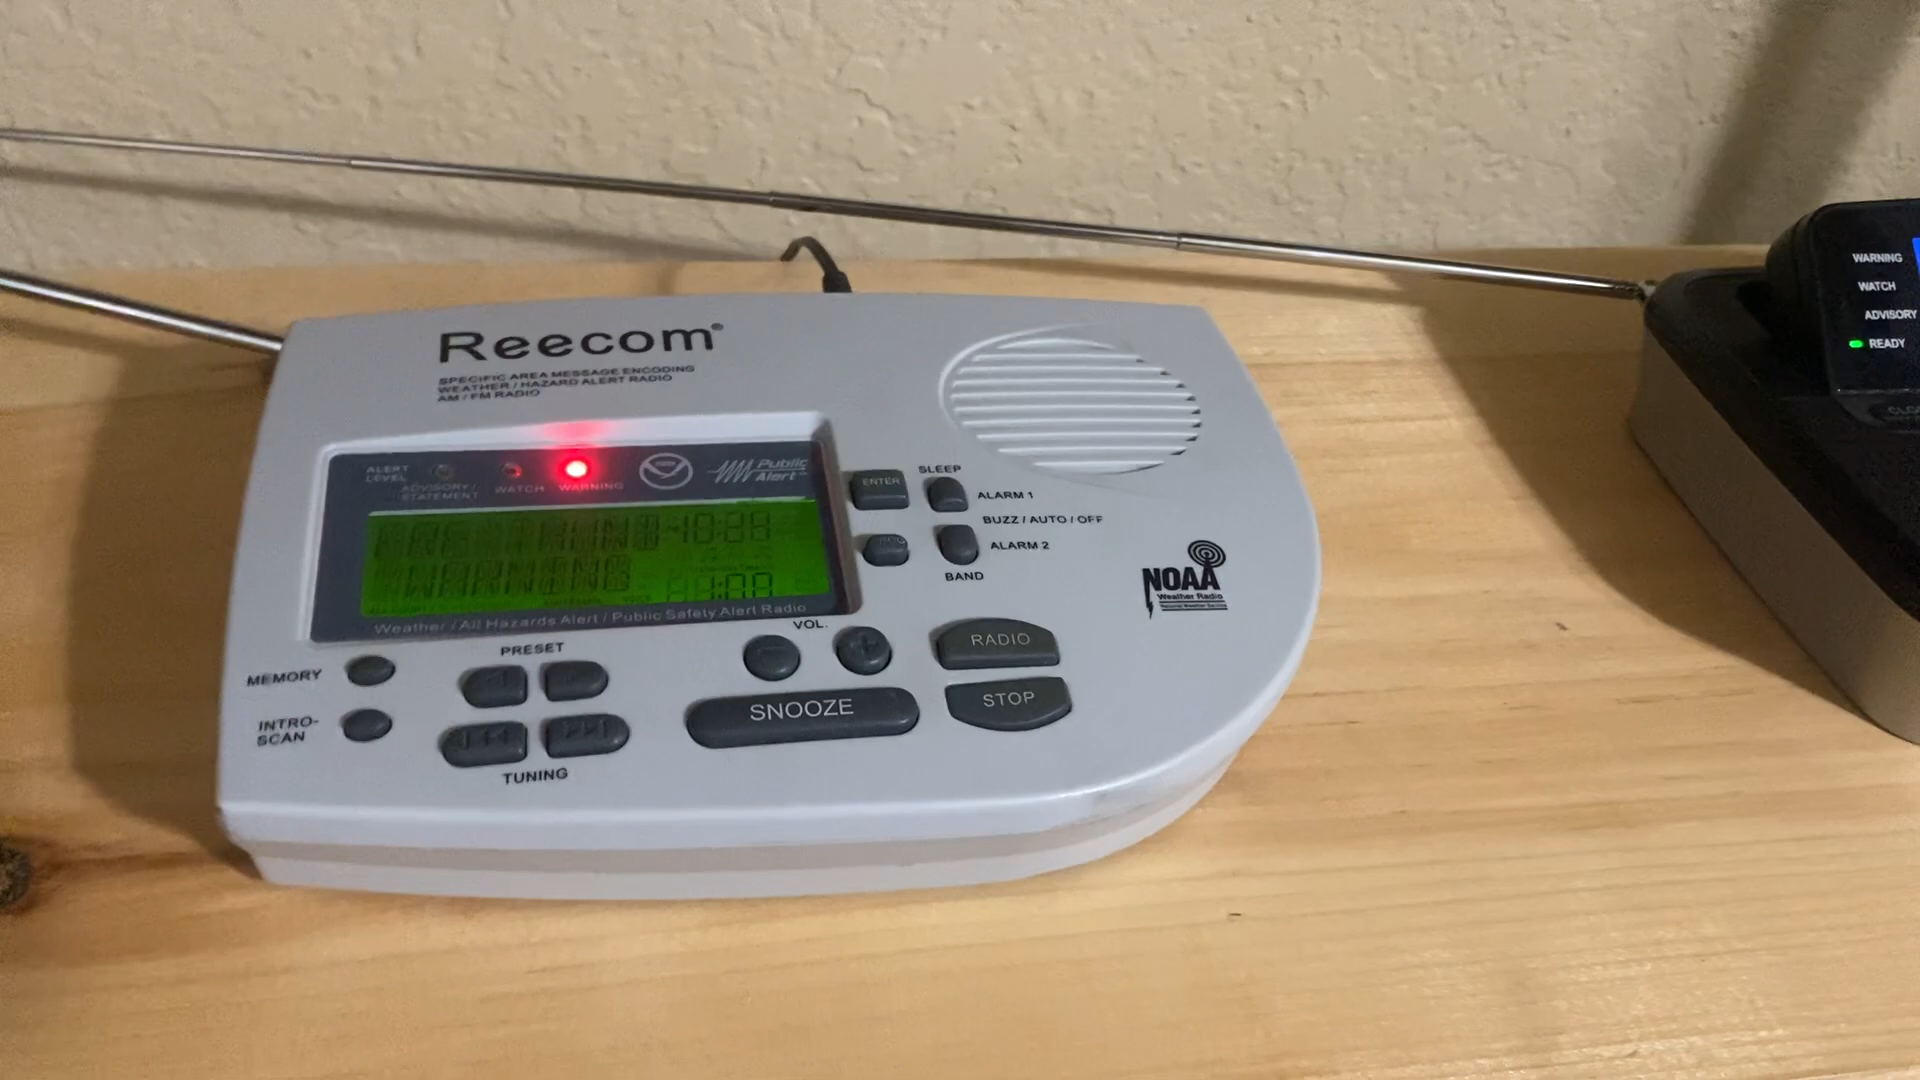 Reecom®
SPECIFIC AREA MESSAGE ENCODING
WEATHER / HAZARD ALERT RADIO
AM / FM RADIO
ALERT LEVEL
ADVISORY / STATEMENT
WATCH
WARNING
Public Alert
WARNING
Weather / All Hazards Alert / Public Safety Alert Radio
ENTER
SLEEP
ALARM 1
BUZZ / AUTO / OFF
ALARM 2
BAND
NOAA
Weather Radio
VOL.
PRESET
MEMORY
INTRO-
SCAN
TUNING
SNOOZE
RADIO
STOP
WARNING
WATCH
ADVISORY
READY